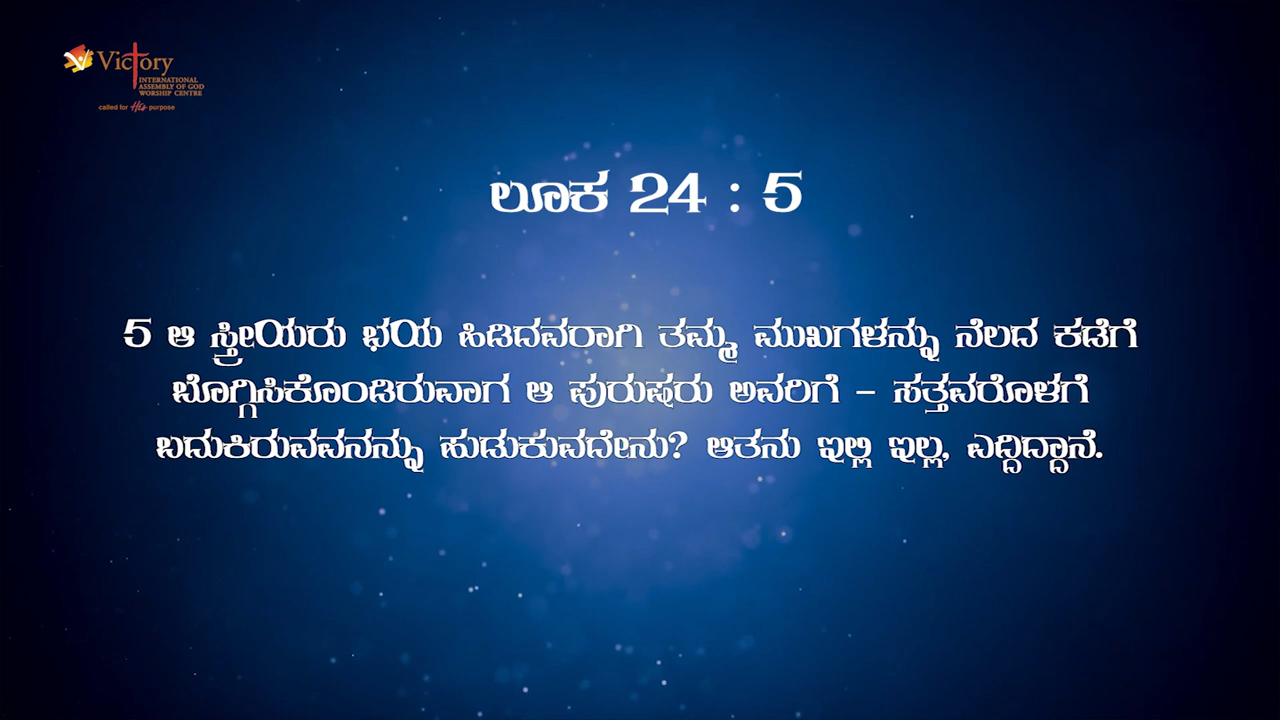 Victory
INTERNATIONAL
ASSEMBLY OF GOD
WORSHIP CENTRE
called for His purpose
ಲೂಕ 24 : 5
5 ಆ ಸ್ತ್ರೀಯರು ಭಯ ಹಿಡಿದವರಾಗಿ ತಮ್ಮ ಮುಖಗಳನ್ನು ನೆಲದ ಕಡೆಗೆ
ಬೊಗ್ಗಿಸಿಕೊಂಡಿರುವಾಗ ಆ ಪುರುಷರು ಅವರಿಗೆ – ಸತ್ತವರೊಳಗೆ
ಬದುಕಿರುವವನನ್ನು ಹುಡುಕುವದೇನು? ಆತನು ಇಲ್ಲಿ ಇಲ್ಲ, ಎದ್ದಿದ್ದಾನೆ.